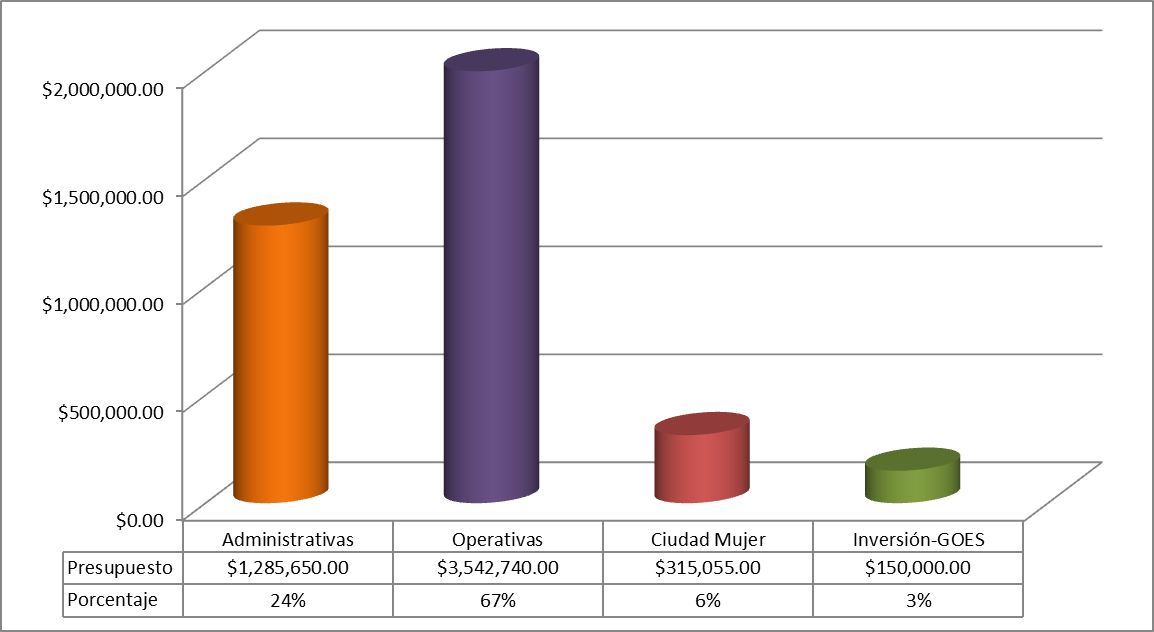 $2,000,000.00
$1,500,000.00
$1,000,000.00
$500,000.00
$0.00
Administrativas Operativas Ciudad Mujer Inversión-GOES
Presupuesto $1,285,650.00 $3,542,740.00 $315,055.00 $150,000.00
Porcentaje 24% 67% 6% 3%